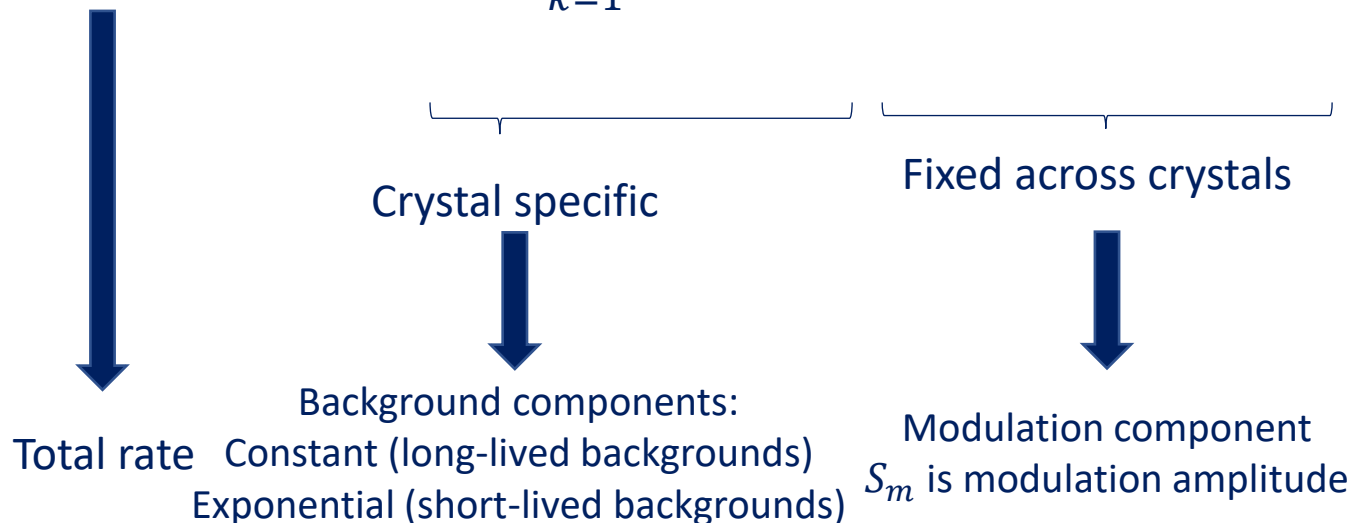 k=1
Crystal specific
Fixed across crystals
Total rate
Background components:
Constant (long-lived backgrounds)
Exponential (short-lived backgrounds)
Modulation component
S_m is modulation amplitude